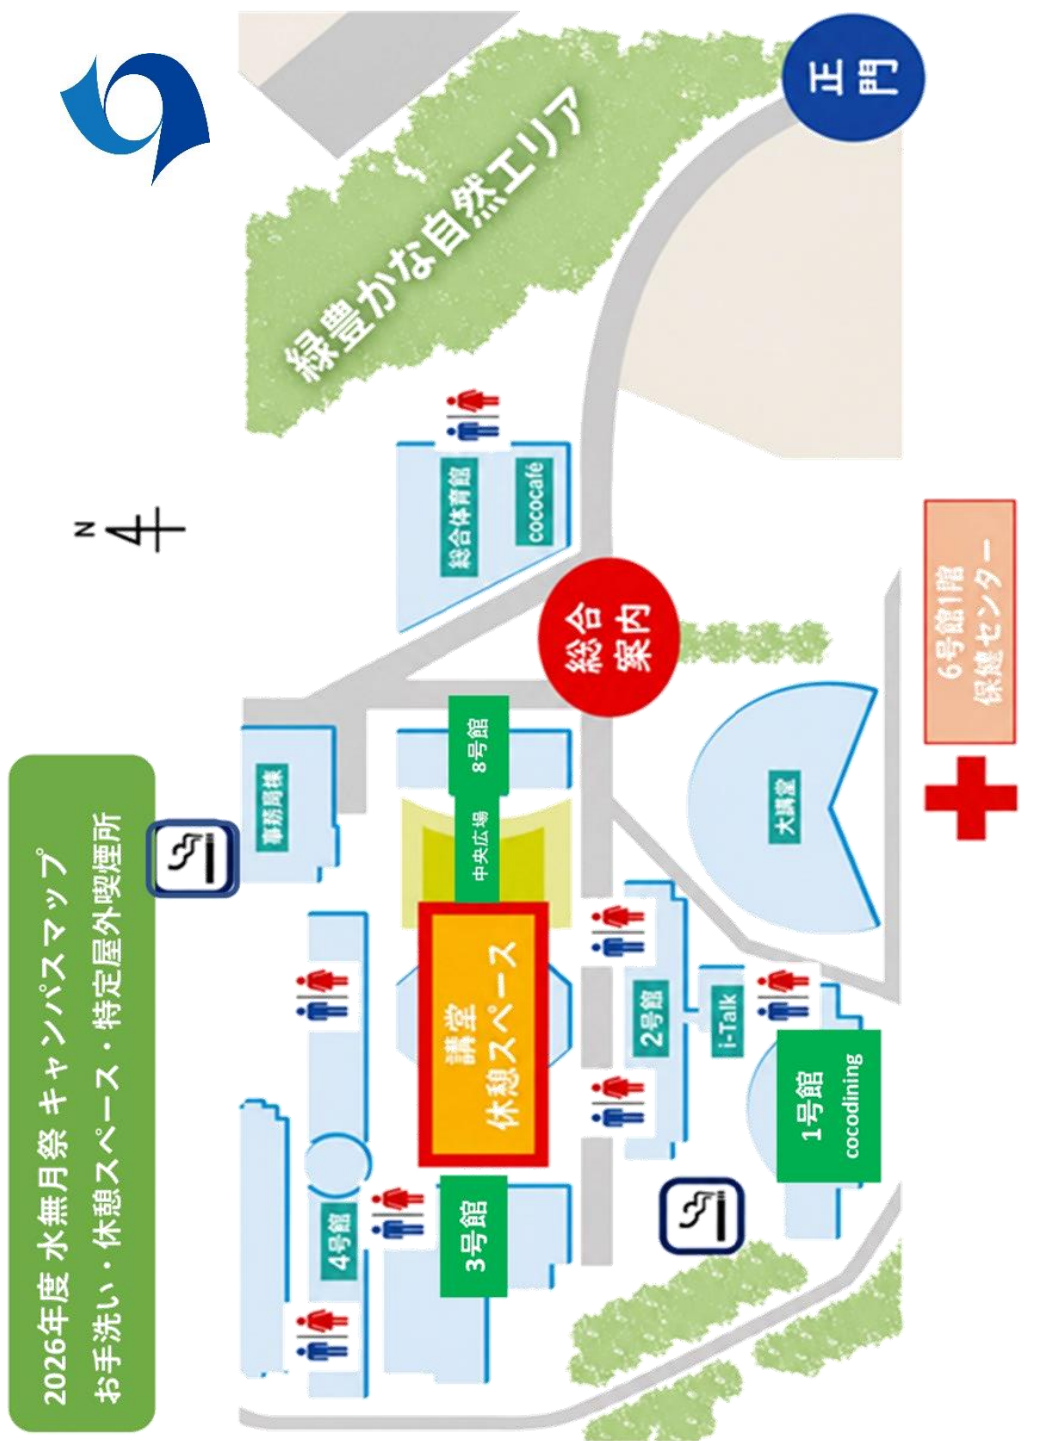 2026年度 水無月祭 キャンパスマップ
お手洗い・休憩スペース・特定屋外喫煙所
N
緑豊かな自然エリア
正
門
総合体育館
cococafé
総合
案内
事務局棟
8号館
中央広場
講堂
休憩スペース
大講堂
2号館
i-Talk
1号館
cocodining
3号館
4号館
6号館1階
保健センター